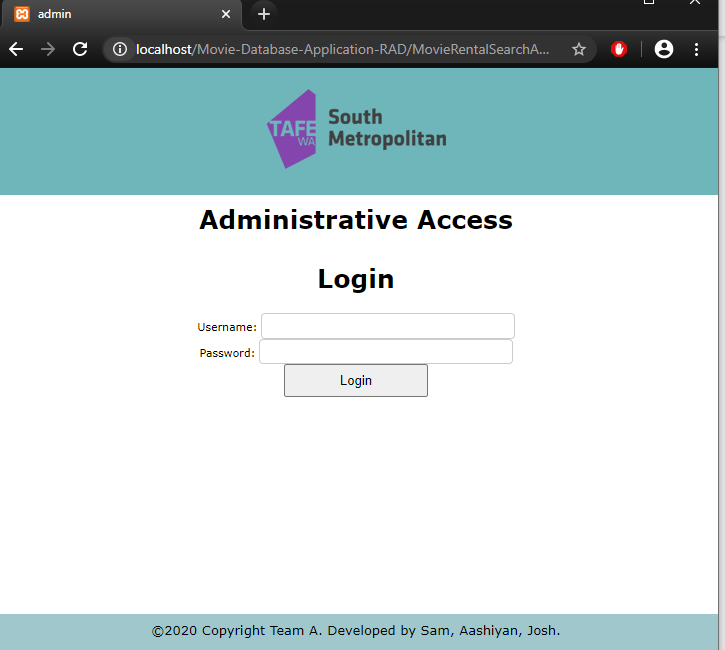 admin
localhost/Movie-Database-Application-RAD/MovieRentalSearchA...
TAFE
WA
South
Metropolitan
Administrative Access
Login
Username:
Password:
Login
©2020 Copyright Team A. Developed by Sam, Aashiyan, Josh.